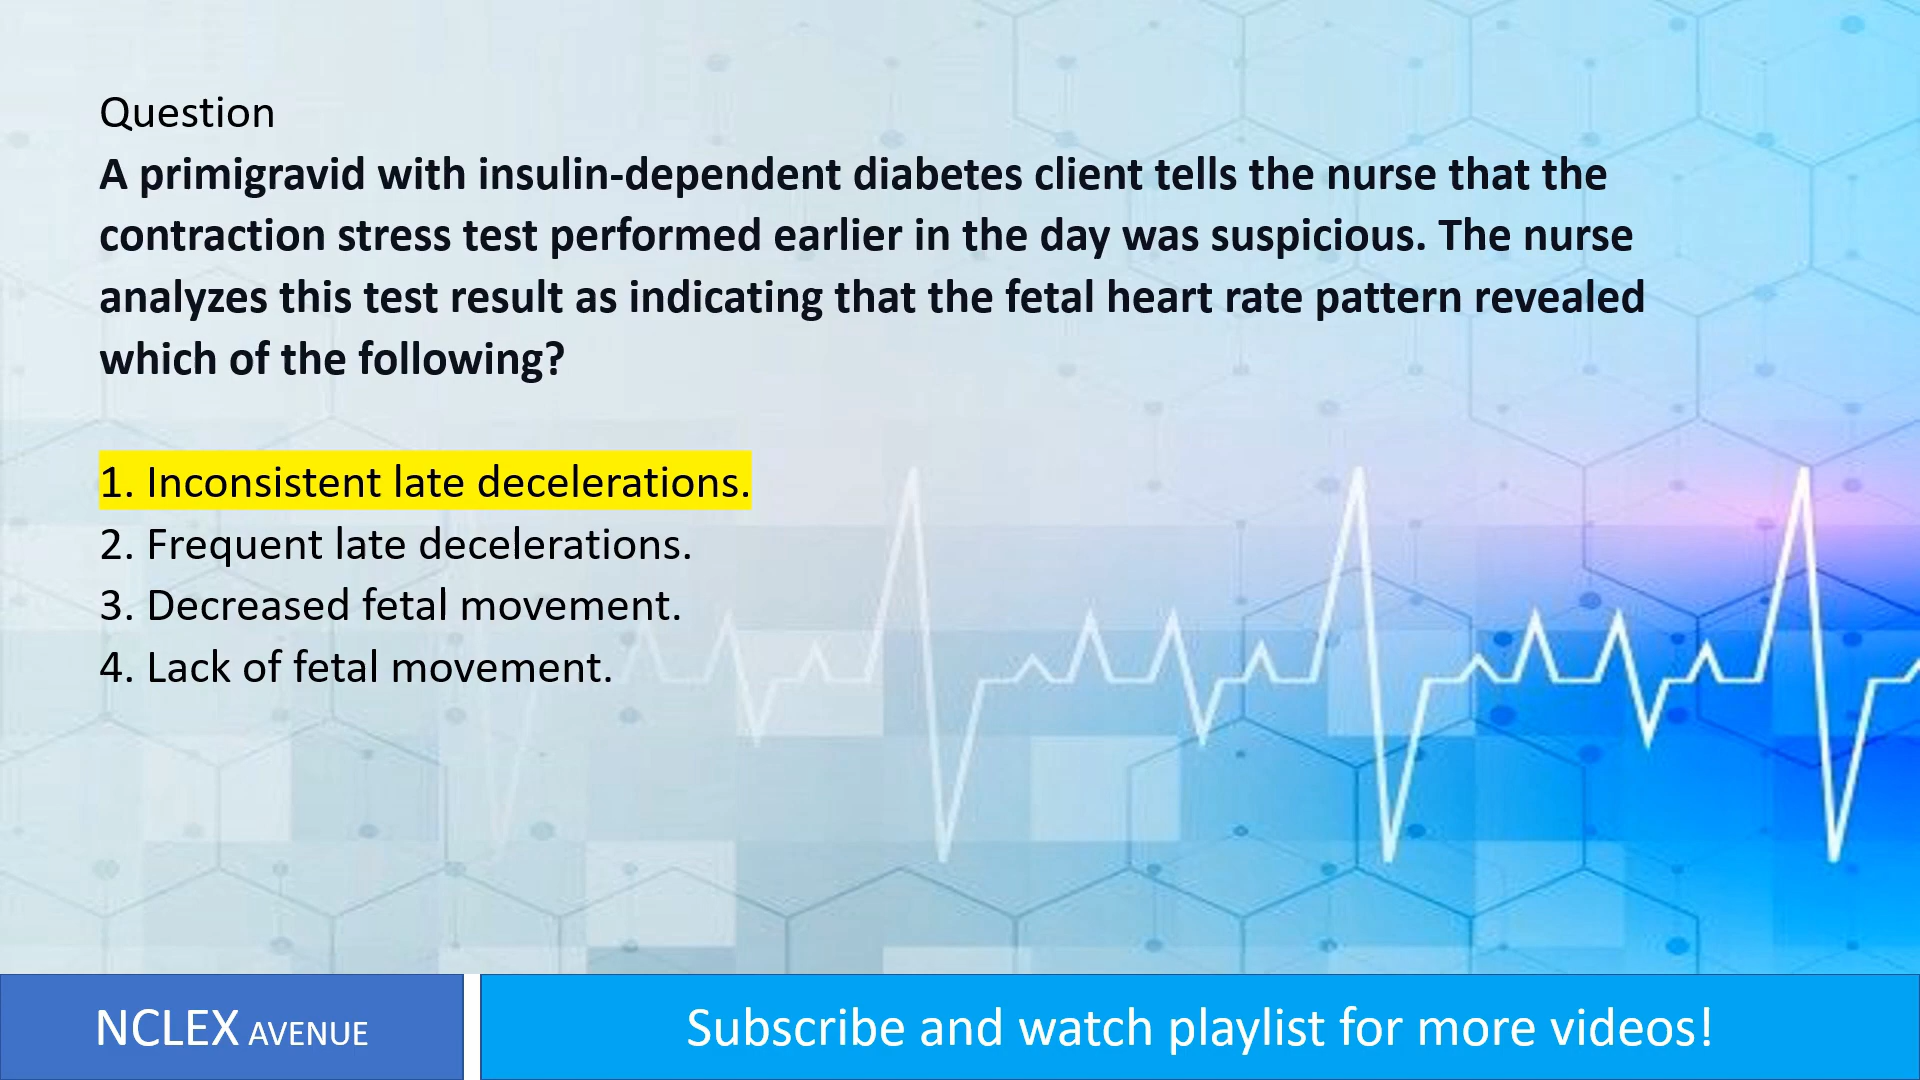 Question
A primigravid with insulin-dependent diabetes client tells the nurse that the
contraction stress test performed earlier in the day was suspicious. The nurse
analyzes this test result as indicating that the fetal heart rate pattern revealed
which of the following?
1. Inconsistent late decelerations.
2. Frequent late decelerations.
3. Decreased fetal movement.
4. Lack of fetal movement.
NCLEX AVENUE
Subscribe and watch playlist for more videos!